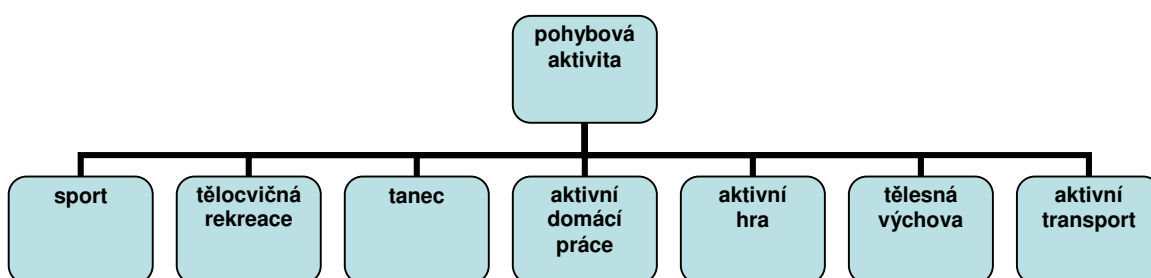 pohybová
aktivita
sport
tělocvičná
rekreace
tanec
aktivní
domácí
práce
aktivní
hra
tělesná
výchova
aktivní
transport